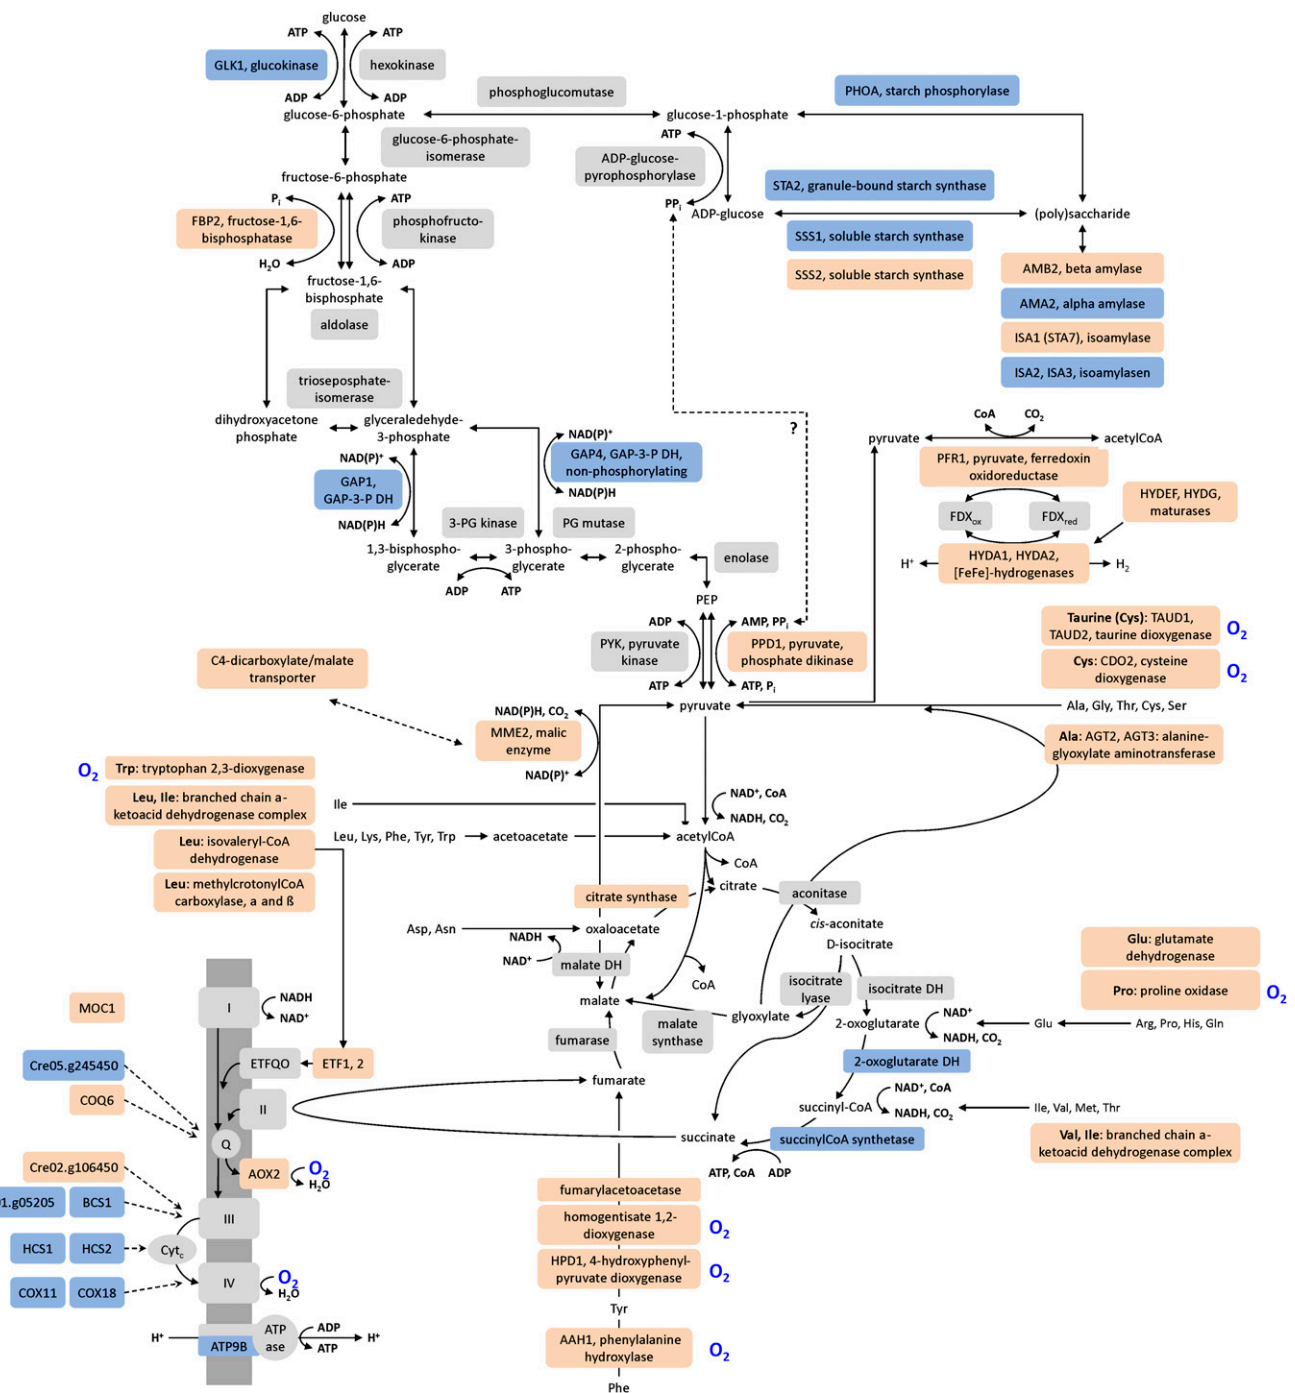 glucose
ATP
ATP
GLK1, glucokinase
hexokinase
ADP
ADP
glucose-6-phosphate
phosphoglucomutase
glucose-1-phosphate
PHOA, starch phosphorylase
glucose-6-phosphate-
isomerase
ATP
ADP-glucose-
pyrophosphorylase
PPi
ADP-glucose
STA2, granule-bound starch synthase
(poly)saccharide
SSS1, soluble starch synthase
SSS2, soluble starch synthase
AMB2, beta amylase
AMA2, alpha amylase
ISA1 (STA7), isoamylase
ISA2, ISA3, isoamylasen
fructose-6-phosphate
Pi
ATP
FBP2, fructose-1,6-
bisphosphatase
phosphofructo-
kinase
H2O
ADP
fructose-1,6-
bisphosphate
aldolase
trioseposphate-
isomerase
dihydroxyacetone
phosphate
glyceraledehyde-
3-phosphate
NAD(P)+
GAP1,
GAP-3-P DH
NAD(P)H
NAD(P)+
GAP4, GAP-3-P DH,
non-phosphorylating
NAD(P)H
?
3-PG kinase
PG mutase
1,3-bisphospho-
glycerate
3-phospho-
glycerate
2-phospho-
glycerate
enolase
ADP
ATP
PEP
CoA
CO2
pyruvate
acetylCoA
PFR1, pyruvate, ferredoxin
oxidoreductase
FDXox
FDXred
HYDEF, HYDG,
maturases
HYDA1, HYDA2,
[FeFe]-hydrogenases
H+
H2
ADP
AMP, PPi
PYK, pyruvate
kinase
PPD1, pyruvate,
phosphate dikinase
ATP
ATP, Pi
pyruvate
Taurine (Cys): TAUD1,
TAUD2, taurine dioxygenase
O2
Cys: CDO2, cysteine
dioxygenase
O2
Ala, Gly, Thr, Cys, Ser
Ala: AGT2, AGT3: alanine-
glyoxylate aminotransferase
C4-dicarboxylate/malate
transporter
NAD(P)H, CO2
MME2, malic
enzyme
NAD(P)+
O2
Trp: tryptophan 2,3-dioxygenase
Leu, Ile: branched chain a-
ketoacid dehydrogenase complex
Leu: isovaleryl-CoA
dehydrogenase
Leu: methylcrotonylCoA
carboxylase, a and ß
Ile
Leu, Lys, Phe, Tyr, Trp
acetoacetate
acetylCoA
NAD+, CoA
NADH, CO2
CoA
citrate
citrate synthase
aconitase
cis-aconitate
D-isocitrate
Asp, Asn
oxaloacetate
NADH
NAD+
malate DH
CoA
malate
isocitrate
lyase
isocitrate DH
glyoxylate
malate
synthase
fumarase
2-oxoglutarate
NAD+
NADH, CO2
Glu
Arg, Pro, His, Gln
Glu: glutamate
dehydrogenase
Pro: proline oxidase
O2
2-oxoglutarate DH
NAD+, CoA
NADH, CO2
succinyl-CoA
Ile, Val, Met, Thr
Val, Ile: branched chain a-
ketoacid dehydrogenase complex
succinylCoA synthetase
succinate
ATP, CoA
ADP
fumarate
MOC1
I
NADH
NAD+
Cre05.g245450
ETFQO
ETF1, 2
COQ6
II
Q
Cre02.g106450
AOX2
O2
H2O
01.g05205
BCS1
III
HCS1
HCS2
Cytc
COX11
COX18
IV
O2
H2O
H+
ATP9B
ATP
ase
ADP
ATP
H+
fumarylacetoacetase
homogentisate 1,2-
dioxygenase
O2
HPD1, 4-hydroxyphenyl-
pyruvate dioxygenase
O2
Tyr
AAH1, phenylalanine
hydroxylase
O2
Phe